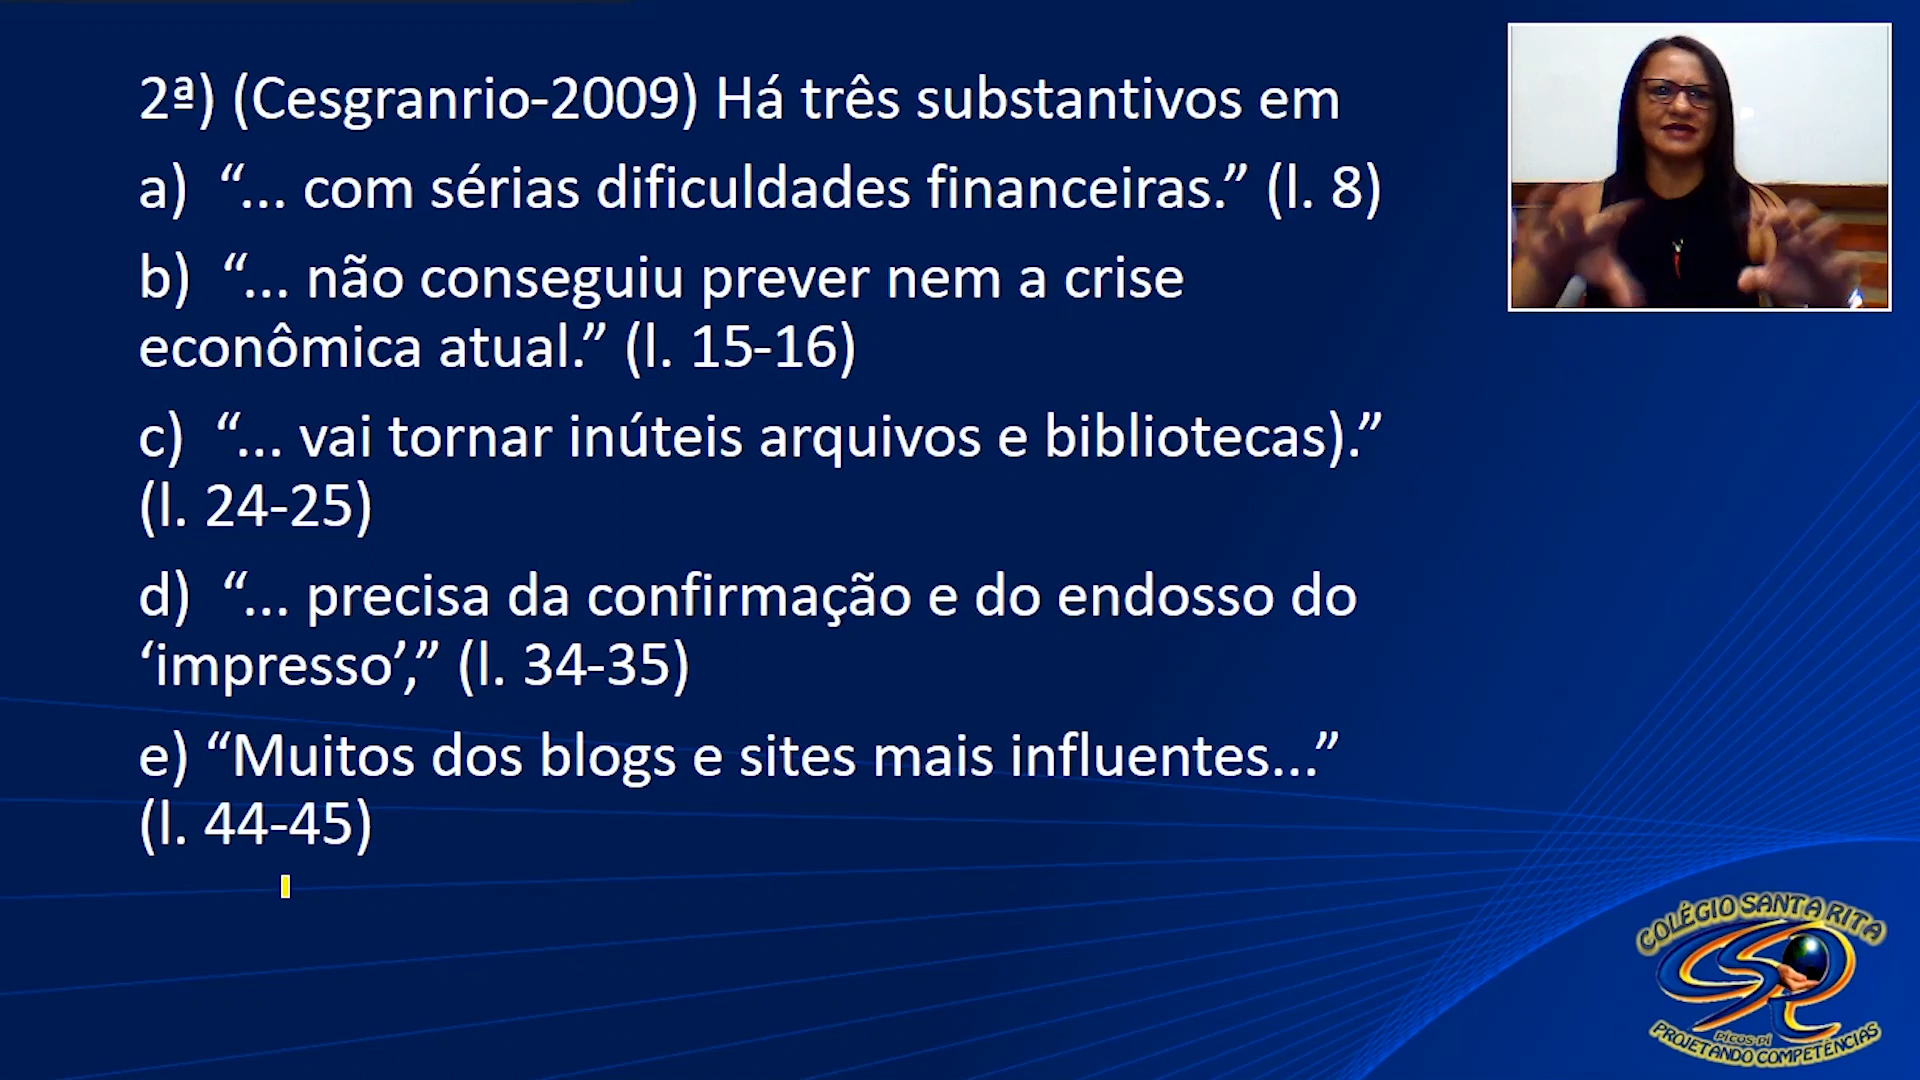 2ª) (Cesgranrio-2009) Há três substantivos em
a) “... com sérias dificuldades financeiras.” (l. 8)
b) “... não conseguiu prever nem a crise
econômica atual.” (l. 15-16)
c) “... vai tornar inúteis arquivos e bibliotecas).”
(l. 24-25)
d) “... precisa da confirmação e do endosso do
‘impresso’,” (l. 34-35)
e) “Muitos dos blogs e sites mais influentes...”
(l. 44-45)
COLÉGIO SANTA RITA
PICOS-PI
PROJETANDO COMPETÊNCIAS